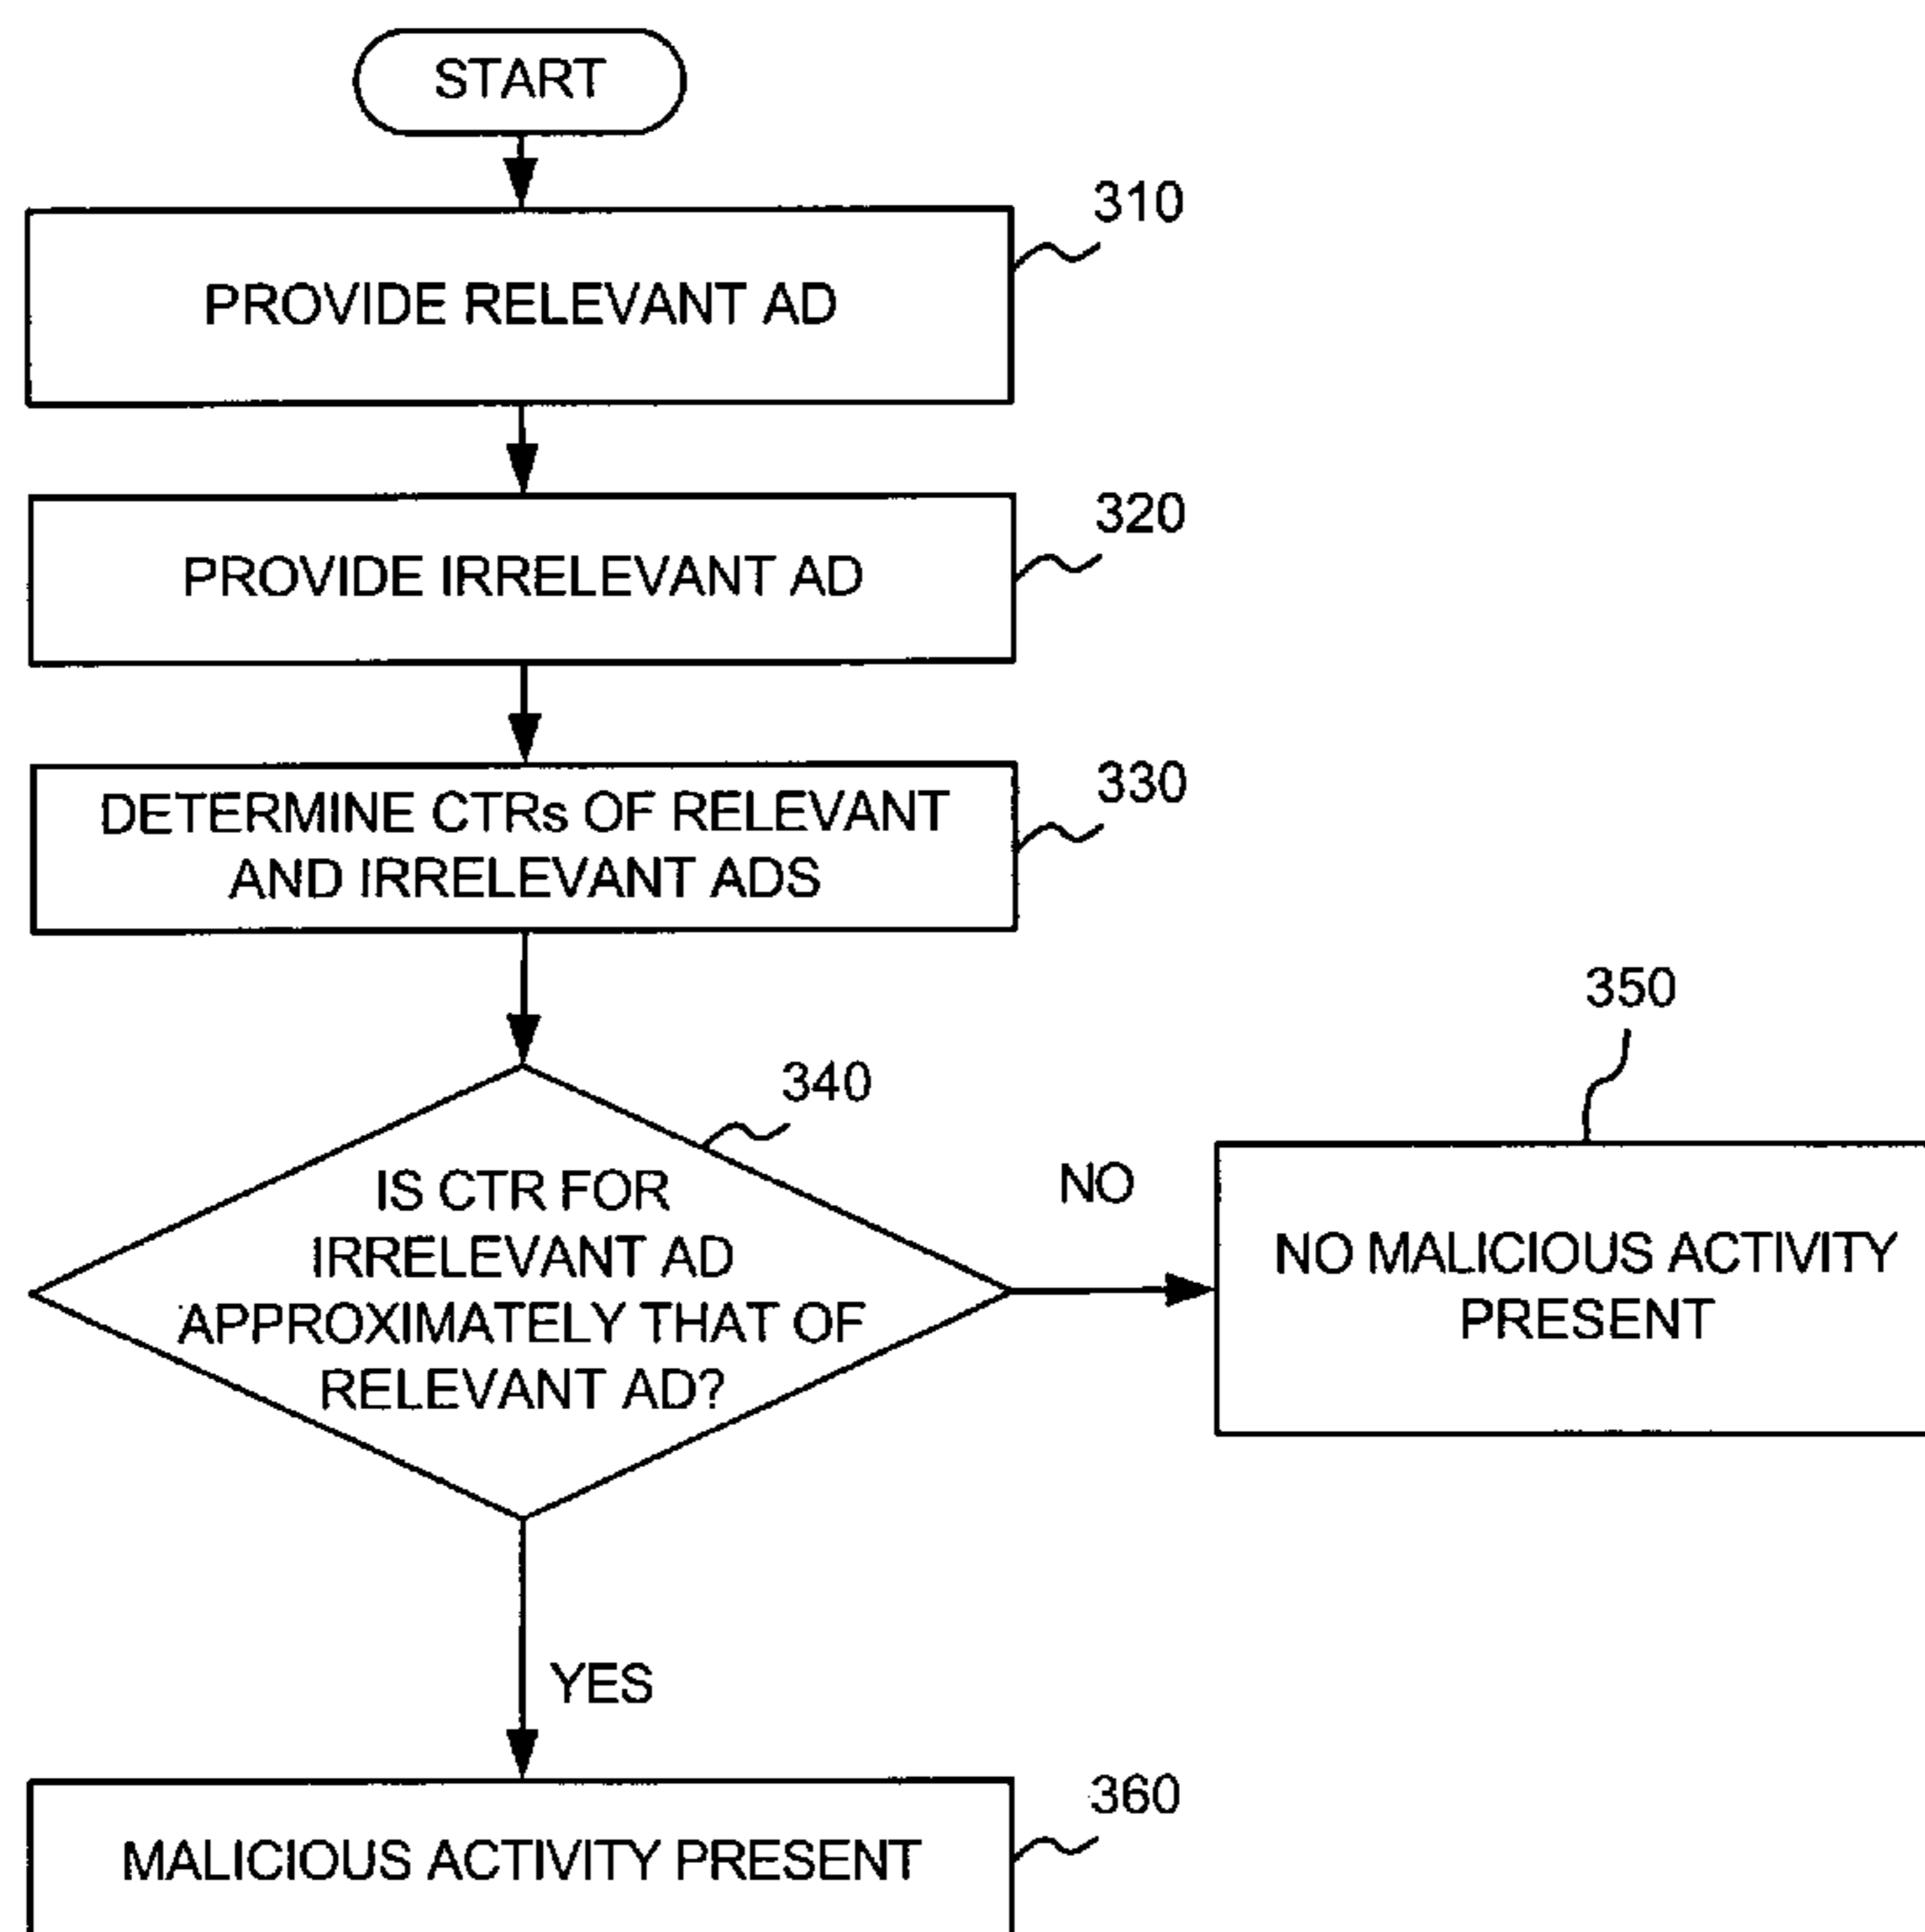 START
310
PROVIDE RELEVANT AD
320
PROVIDE IRRELEVANT AD
330
DETERMINE CTRs OF RELEVANT
AND IRRELEVANT ADS
340
IS CTR FOR
IRRELEVANT AD
APPROXIMATELY THAT OF
RELEVANT AD?
NO
350
NO MALICIOUS ACTIVITY
PRESENT
YES
360
MALICIOUS ACTIVITY PRESENT